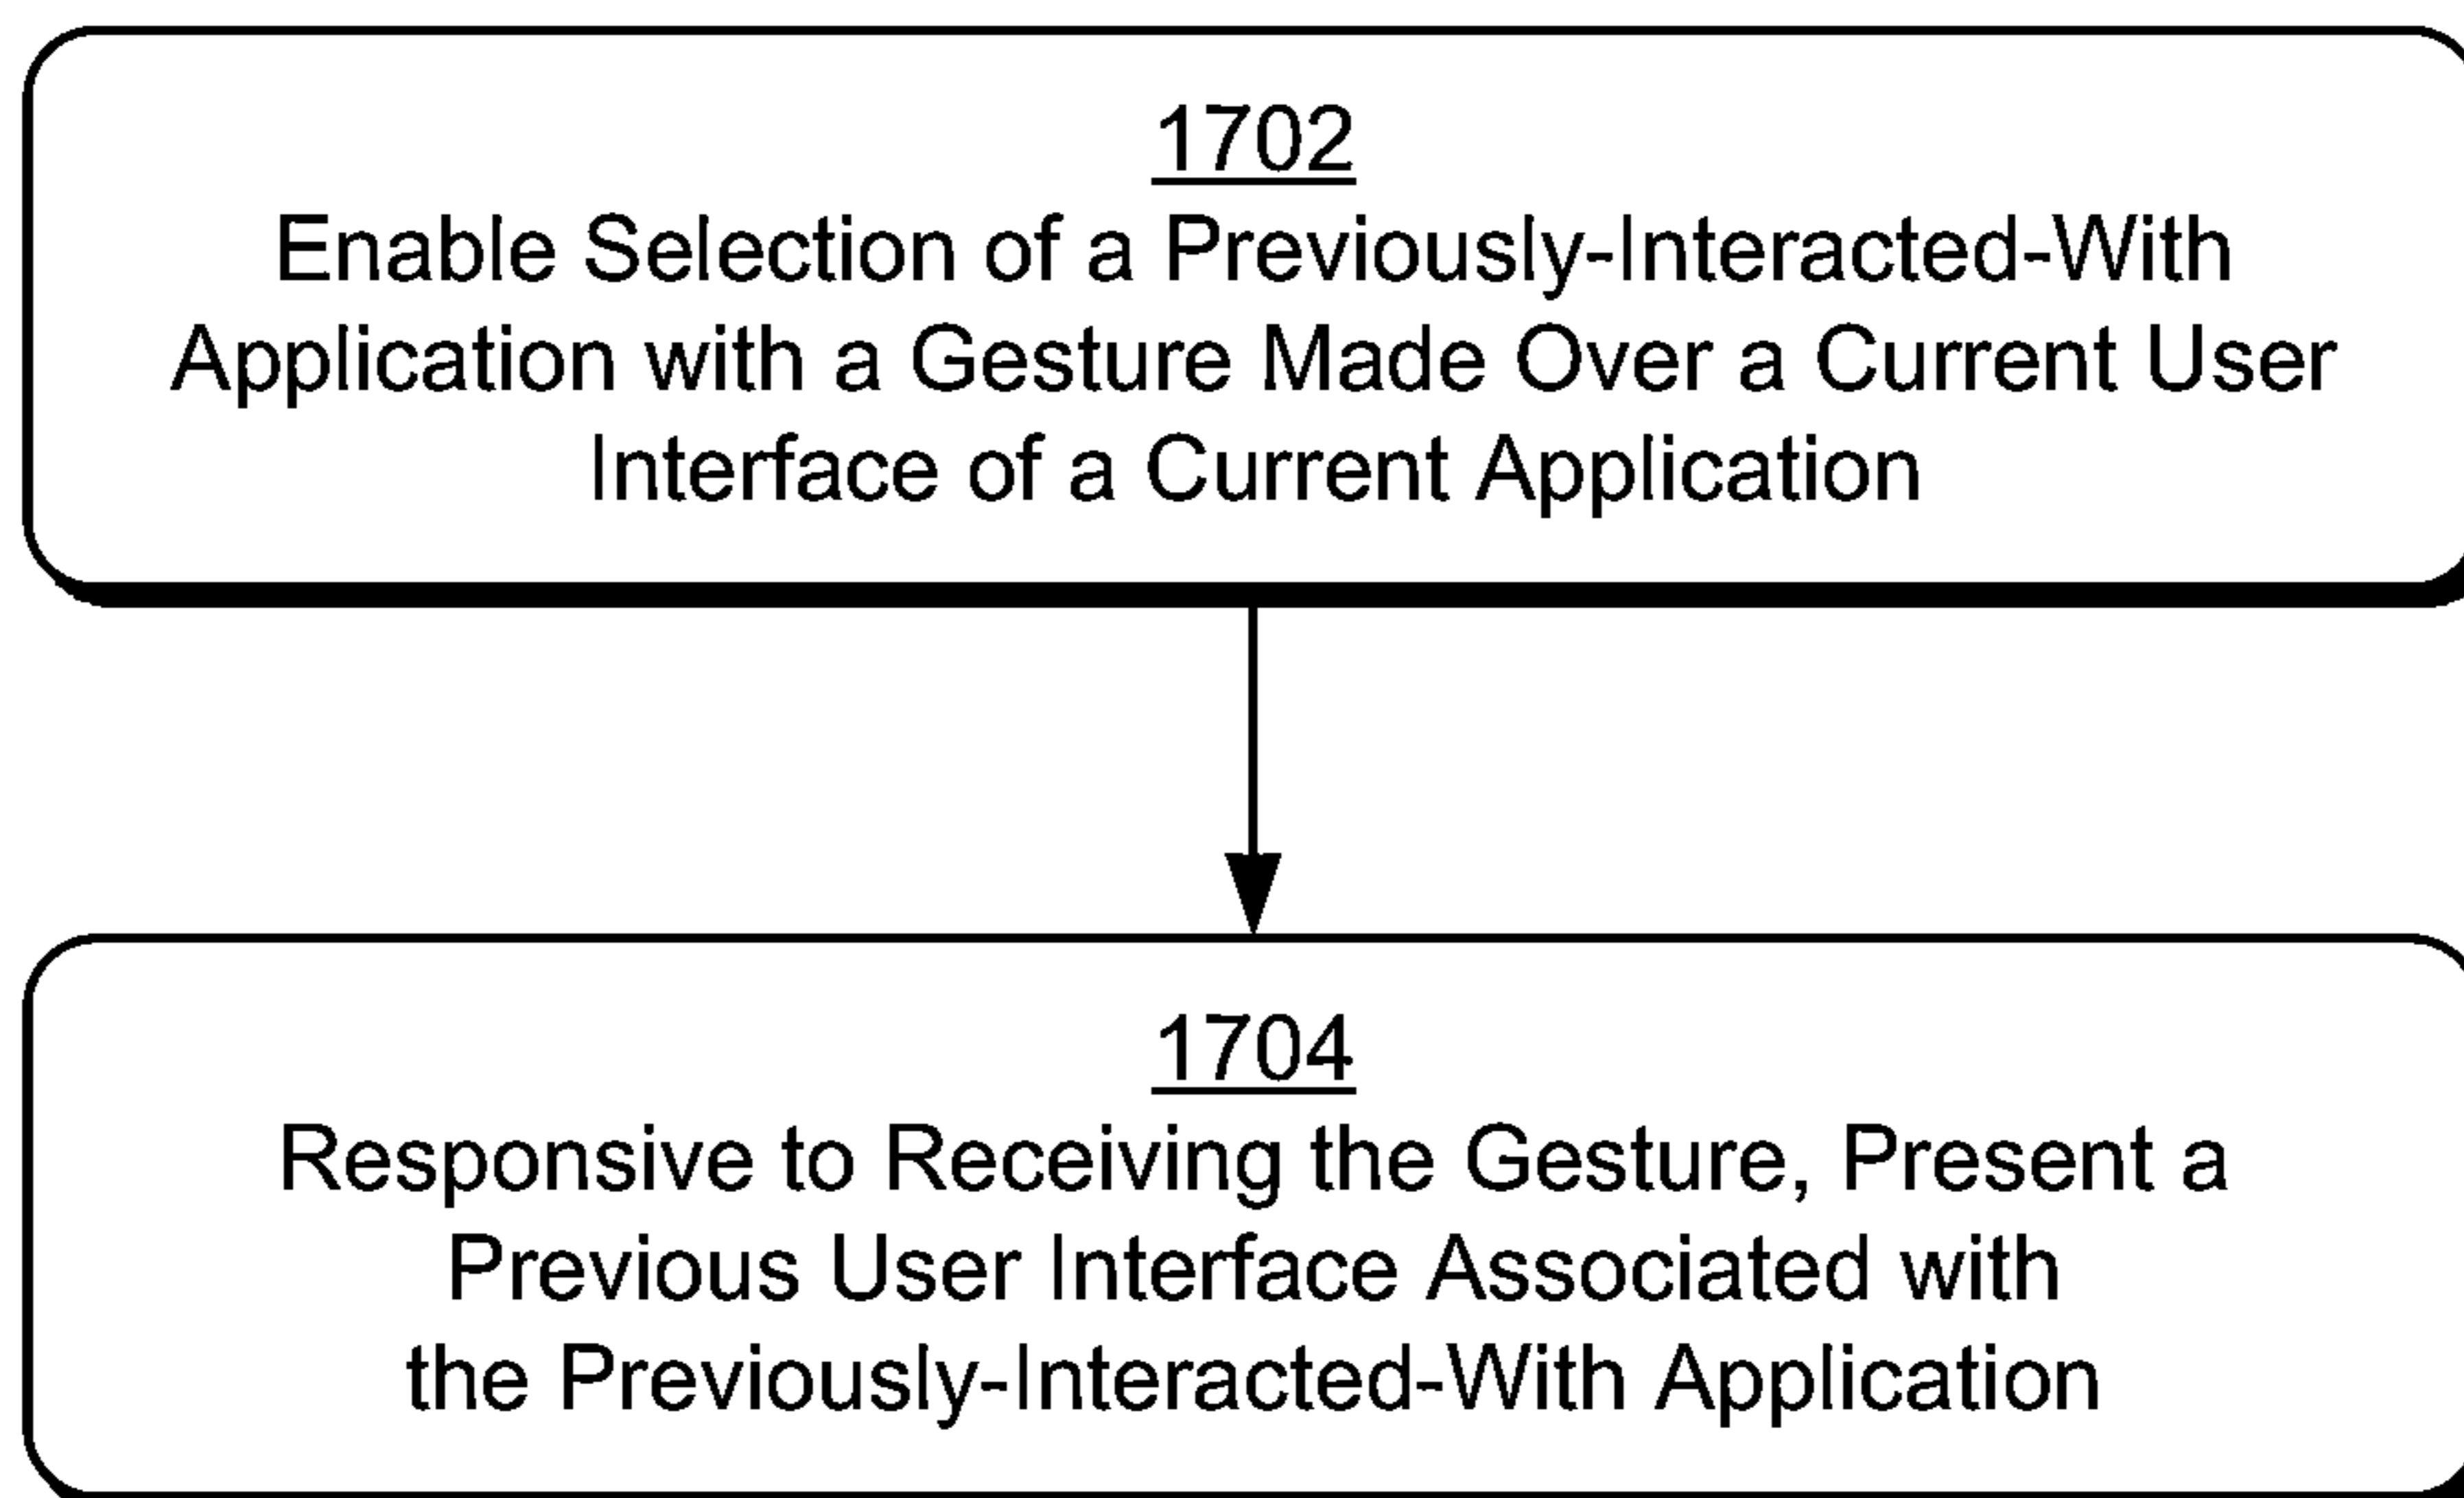 1702
Enable Selection of a Previously-Interacted-With
Application with a Gesture Made Over a Current User
Interface of a Current Application
1704
Responsive to Receiving the Gesture, Present a
Previous User Interface Associated with
the Previously-Interacted-With Application